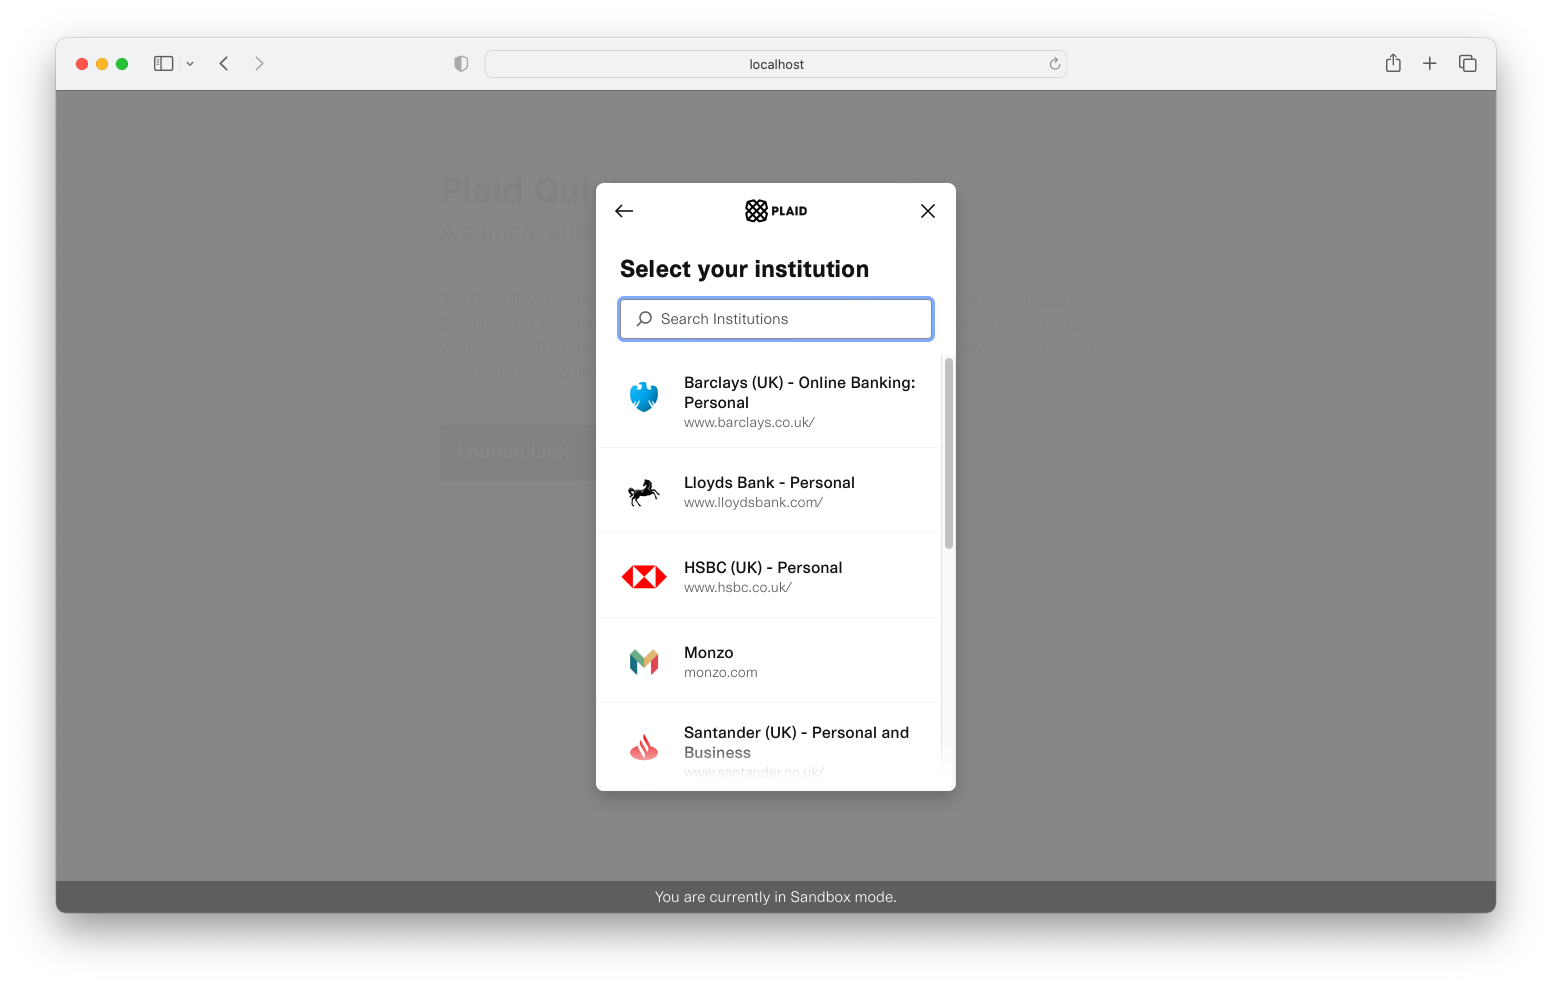 localhost
Plaid Qui
A sample end-
Launch Link
PLAID
Select your institution
Search Institutions
Barclays (UK) - Online Banking:
Personal
www.barclays.co.uk/
Lloyds Bank - Personal
www.lloydsbank.com/
HSBC (UK) - Personal
www.hsbc.co.uk/
Monzo
monzo.com
Santander (UK) - Personal and
Business
www.santander.co.uk/
You are currently in Sandbox mode.